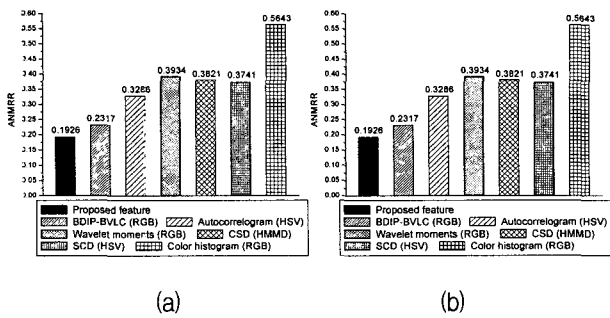 0.60
0.55
0.50
0.45
0.40
0.35
0.30
0.25
0.20
0.15
0.10
0.05
0.00
ANMRR
0.1926
0.2317
0.3286
0.3934
0.3821
0.3741
0.5643
Proposed feature
BDIP-BVLC (RGB)
Autocorrelogram (HSV)
Wavelet moments (RGB)
CSD (HMMD)
SCD (HSV)
Color histogram (RGB)
(a)
0.60
0.55
0.50
0.45
0.40
0.35
0.30
0.25
0.20
0.15
0.10
0.05
0.00
ANMRR
0.1926
0.2317
0.3286
0.3934
0.3821
0.3741
0.5643
Proposed feature
BDIP-BVLC (RGB)
Autocorrelogram (HSV)
Wavelet moments (RGB)
CSD (HMMD)
SCD (HSV)
Color histogram (RGB)
(b)